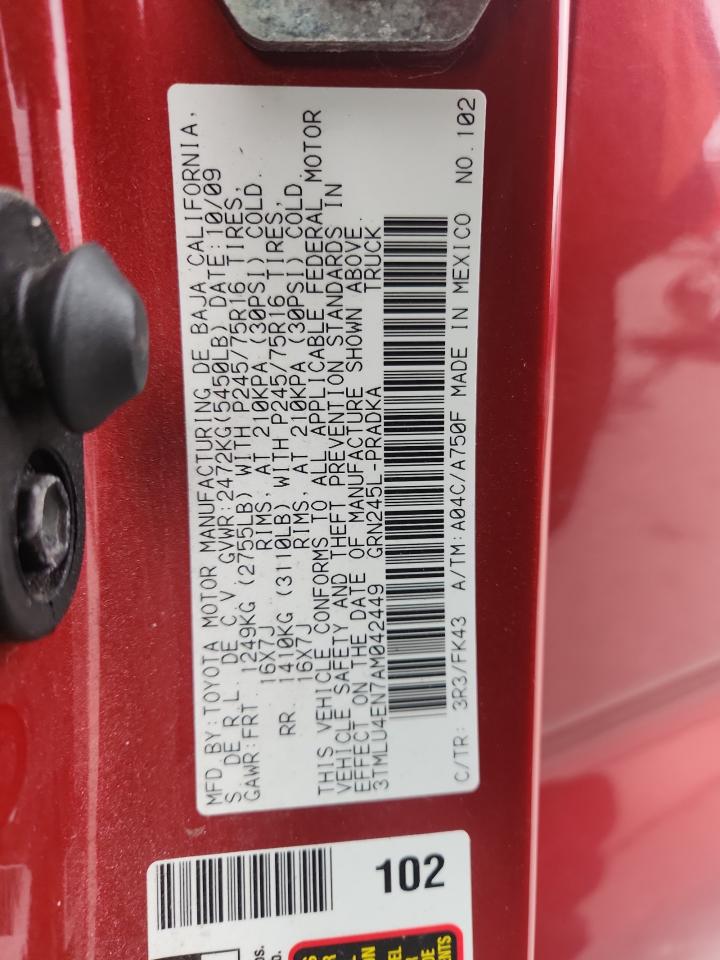 MFD.BY:TOYOTA MOTOR MANUFACTURING DE BAJA CALIFORNIA,
S. DE R.L. DE C.V. GVWR:2472KG(5450LB) DATE:10/09
GAWR:FRT. 1249KG (2755LB) WITH P245/75R16 TIRES,
16X7J RIMS, AT 210KPA (30PSI) COLD.
RR. 1410KG (3110LB) WITH P245/75R16 TIRES,
16X7J RIMS, AT 210KPA (30PSI) COLD.
THIS VEHICLE CONFORMS TO ALL APPLICABLE FEDERAL MOTOR
VEHICLE SAFETY AND THEFT PREVENTION STANDARDS IN
EFFECT ON THE DATE OF MANUFACTURE SHOWN ABOVE.
3TMLU4EN7AM042449 GRN245L-PRADKA TRUCK
C/TR: 3R3/FK43 A/TM:A04C/A750F MADE IN MEXICO NO.102
102